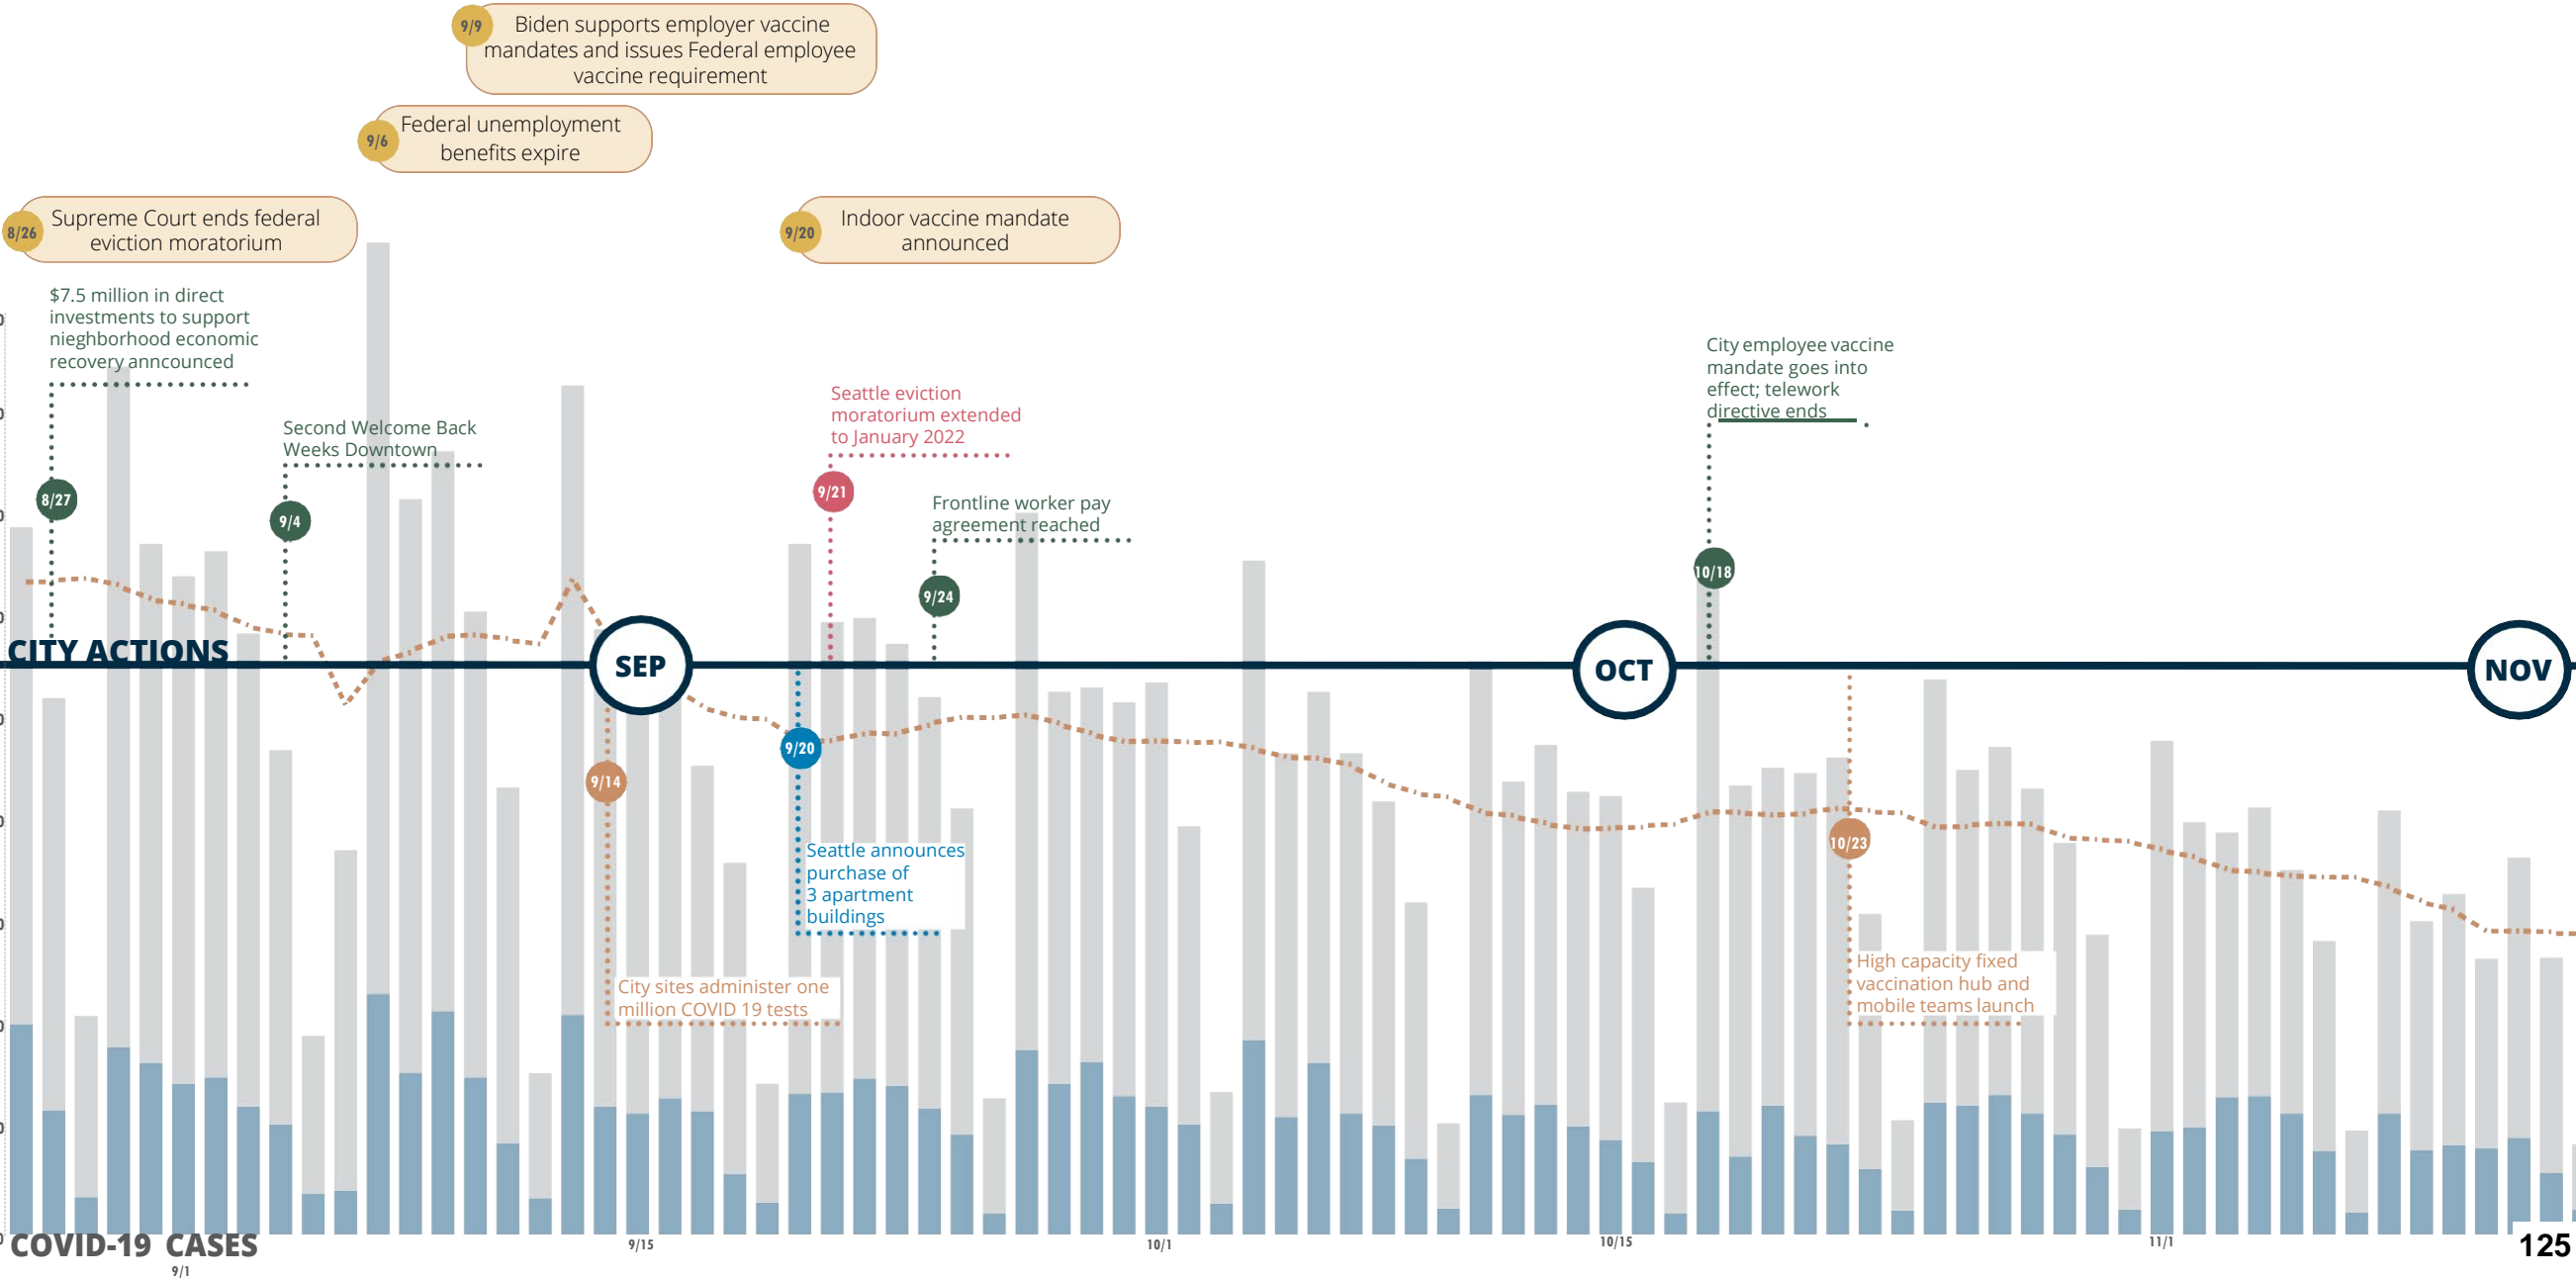 9/9
Biden supports employer vaccine
mandates and issues Federal employee
vaccine requirement
9/6
Federal unemployment
benefits expire
8/26
Supreme Court ends federal
eviction moratorium
9/20
Indoor vaccine mandate
announced
$7.5 million in direct
investments to support
nieghborhood economic
recovery anncounced
8/27
Second Welcome Back
Weeks Downtown
9/4
Seattle eviction
moratorium extended
to January 2022
9/21
Frontline worker pay
agreement reached
9/24
City employee vaccine
mandate goes into
effect; telework
directive ends
10/18
CITY ACTIONS
SEP
OCT
NOV
9/14
City sites administer one
million COVID 19 tests
9/20
Seattle announces
purchase of
3 apartment
buildings
10/23
High capacity fixed
vaccination hub and
mobile teams launch
COVID-19 CASES
9/1
9/15
10/1
10/15
11/1
125